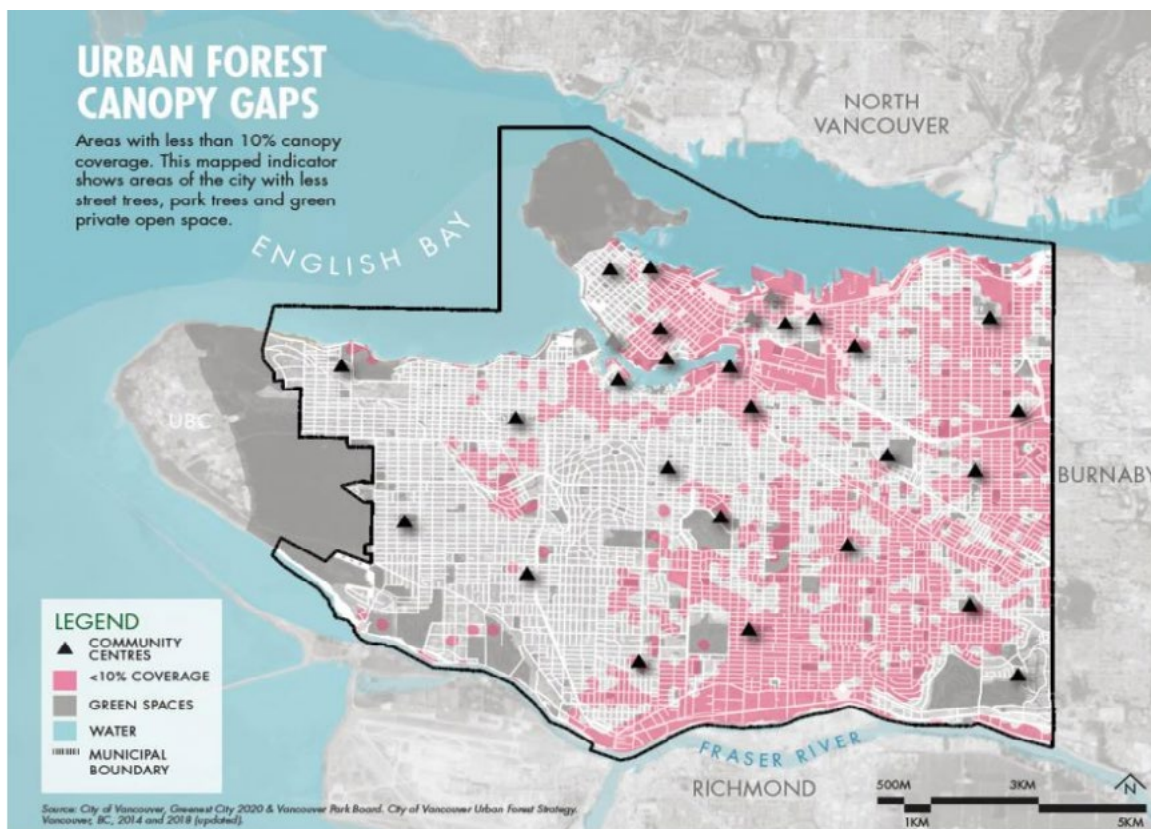 URBAN FOREST
CANOPY GAPS
Areas with less than 10% canopy
coverage. This mapped indicator
shows areas of the city with less
street trees, park trees and green
private open space.
NORTH
VANCOUVER
ENGLISH BAY
UBC
BURNABY
LEGEND
COMMUNITY
CENTRES
<10% COVERAGE
GREEN SPACES
WATER
MUNICIPAL
BOUNDARY
FRASER RIVER
RICHMOND
500M
3KM
N
1KM
5KM
Source: City of Vancouver, Greenest City 2020 & Vancouver Park Board. City of Vancouver Urban Forest Strategy.
Vancouver, BC, 2014 and 2018 (updated).